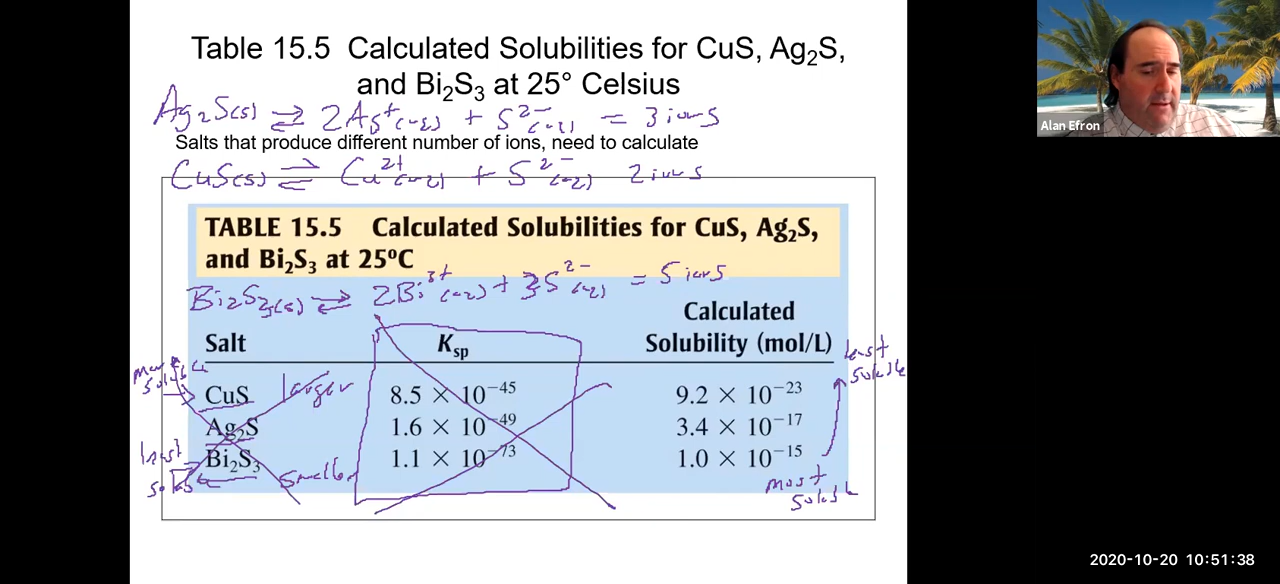 Table 15.5 Calculated Solubilities for CuS, Ag₂S,
and Bi₂S₃ at 25° Celsius
Ag₂S(s) ⇌ 2Ag⁺(aq) + S²⁻(aq) = 3 ions
Salts that produce different number of ions, need to calculate
CuS(s) ⇌ Cu²⁺(aq) + S²⁻(aq) 2 ions
TABLE 15.5 Calculated Solubilities for CuS, Ag₂S,
and Bi₂S₃ at 25°C
Bi₂S₃(s) ⇌ 2Bi³⁺(aq) + 3S²⁻(aq) = 5 ions
Salt Ksp Calculated Solubility (mol/L)
most soluble
least soluble
CuS larger 8.5 × 10⁻⁴⁵ 9.2 × 10⁻²³
Ag₂S 1.6 × 10⁻⁴⁹ 3.4 × 10⁻¹⁷
least soluble
Bi₂S₃ smaller 1.1 × 10⁻⁷³ 1.0 × 10⁻¹⁵
most soluble
Alan Efron
2020-10-20 10:51:38